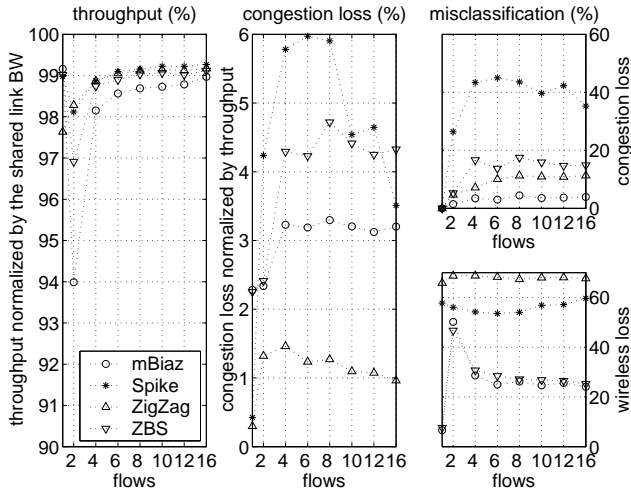 throughput (%)
throughput normalized by the shared link BW
100
99
98
97
96
95
94
93
92
91
90
2 4 6 8 10 12 16
flows
mBiaz
Spike
ZigZag
ZBS
congestion loss (%)
congestion loss normalized by throughput
6
5
4
3
2
1
0
2 4 6 8 10 12 16
flows
misclassification (%)
60
40
20
0
congestion loss
2 4 6 8 10 12 16
flows
60
40
20
0
wireless loss
2 4 6 8 10 12 16
flows